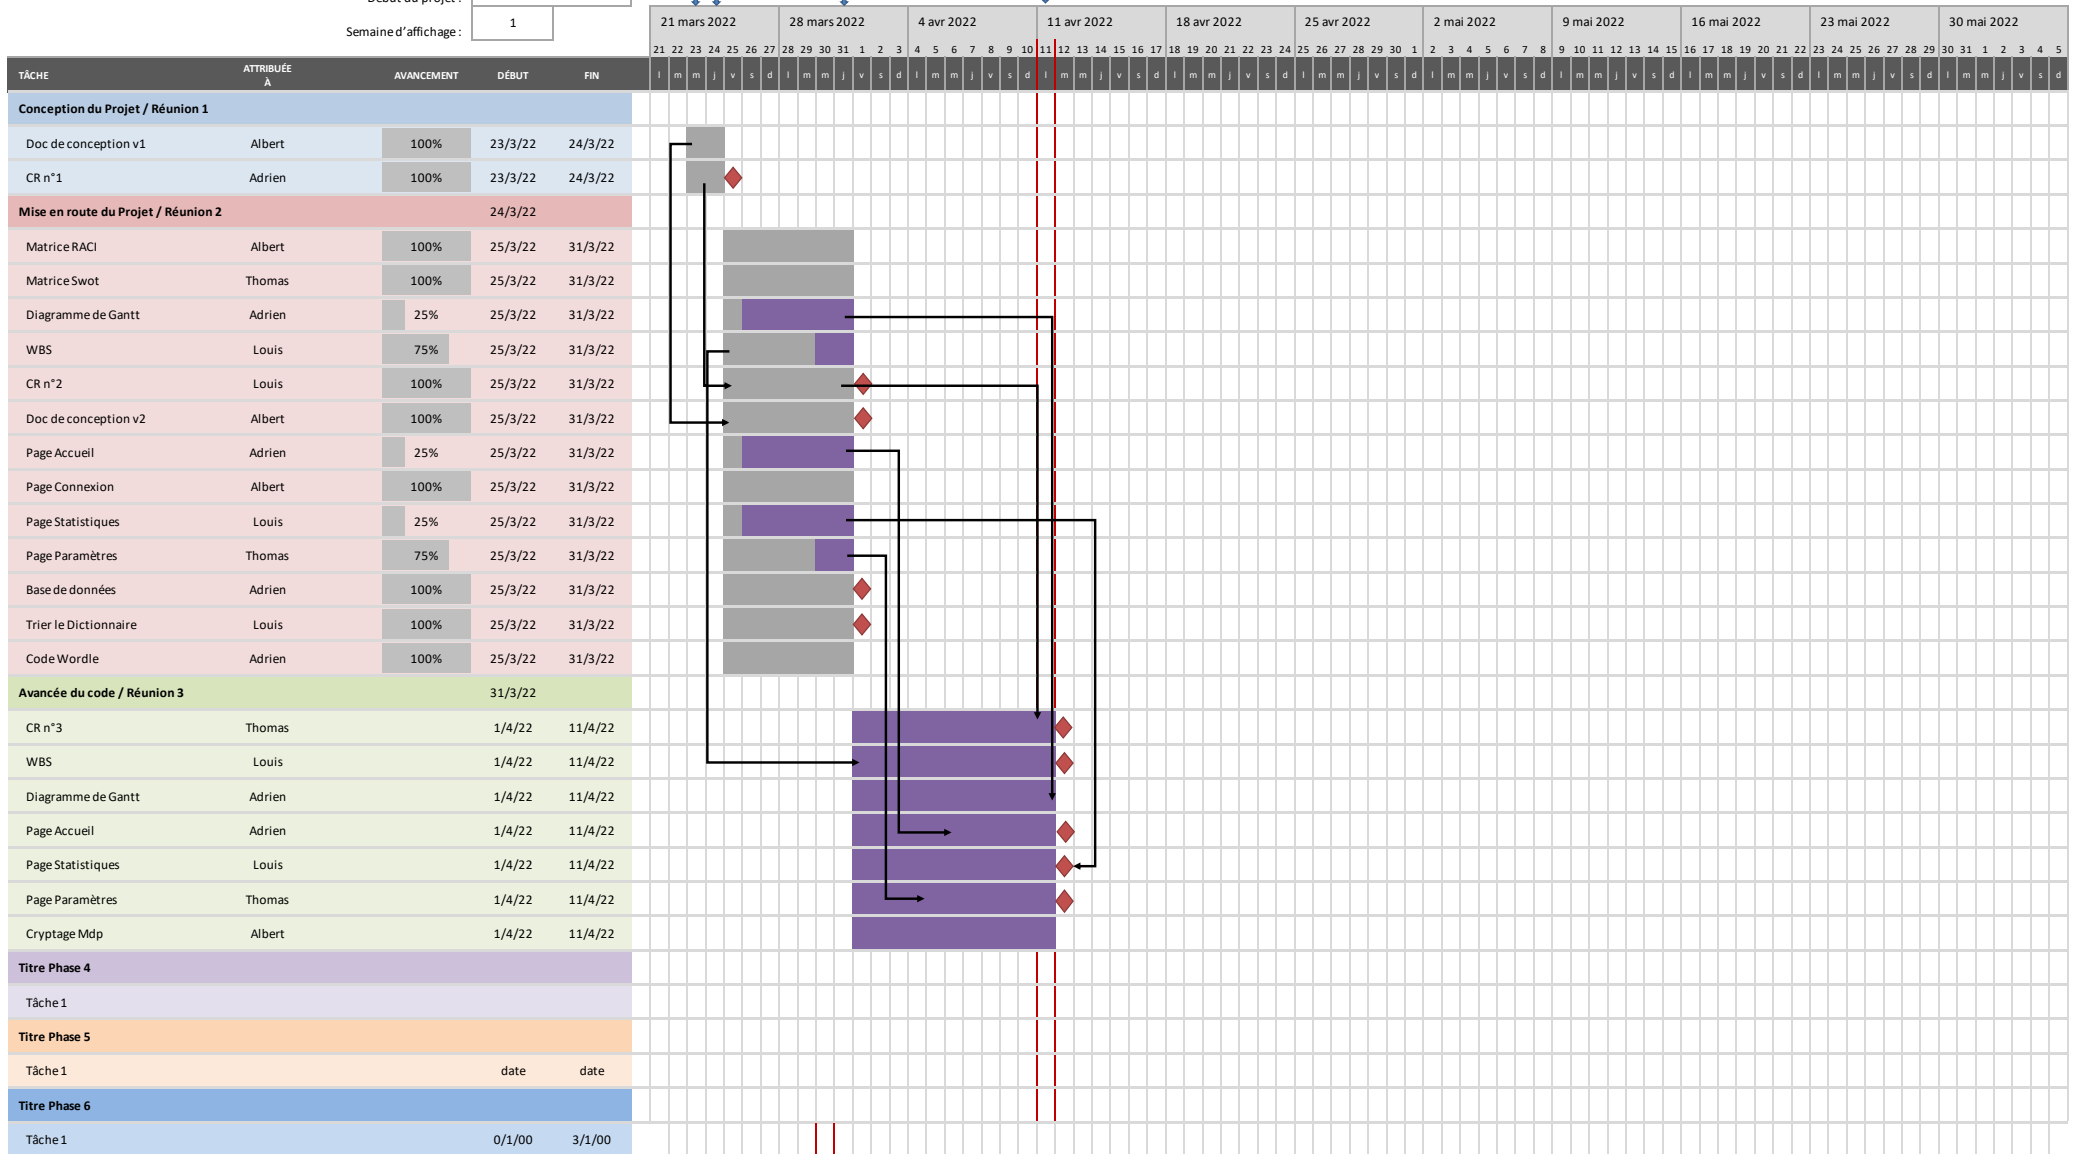 Début du projet :
Semaine d'affichage : 1
21 mars 2022 28 mars 2022 4 avr 2022 11 avr 2022 18 avr 2022 25 avr 2022 2 mai 2022 9 mai 2022 16 mai 2022 23 mai 2022 30 mai 2022
21 22 23 24 25 26 27 28 29 30 31 1 2 3 4 5 6 7 8 9 10 11 12 13 14 15 16 17 18 19 20 21 22 23 24 25 26 27 28 29 30 1 2 3 4 5 6 7 8 9 10 11 12 13 14 15 16 17 18 19 20 21 22 23 24 25 26 27 28 29 30 31 1 2 3 4 5
TÂCHE ATTRIBUÉE À AVANCEMENT DÉBUT FIN l m m j v s d l m m j v s d l m m j v s d l m m j v s d l m m j v s d l m m j v s d l m m j v s d l m m j v s d l m m j v s d l m m j v s d l m m j v s d
Conception du Projet / Réunion 1
Doc de conception v1 Albert 100% 23/3/22 24/3/22
CR n°1 Adrien 100% 23/3/22 24/3/22
Mise en route du Projet / Réunion 2 24/3/22
Matrice RACI Albert 100% 25/3/22 31/3/22
Matrice Swot Thomas 100% 25/3/22 31/3/22
Diagramme de Gantt Adrien 25% 25/3/22 31/3/22
WBS Louis 75% 25/3/22 31/3/22
CR n°2 Louis 100% 25/3/22 31/3/22
Doc de conception v2 Albert 100% 25/3/22 31/3/22
Page Accueil Adrien 25% 25/3/22 31/3/22
Page Connexion Albert 100% 25/3/22 31/3/22
Page Statistiques Louis 25% 25/3/22 31/3/22
Page Paramètres Thomas 75% 25/3/22 31/3/22
Base de données Adrien 100% 25/3/22 31/3/22
Trier le Dictionnaire Louis 100% 25/3/22 31/3/22
Code Wordle Adrien 100% 25/3/22 31/3/22
Avancée du code / Réunion 3 31/3/22
CR n°3 Thomas 1/4/22 11/4/22
WBS Louis 1/4/22 11/4/22
Diagramme de Gantt Adrien 1/4/22 11/4/22
Page Accueil Adrien 1/4/22 11/4/22
Page Statistiques Louis 1/4/22 11/4/22
Page Paramètres Thomas 1/4/22 11/4/22
Cryptage Mdp Albert 1/4/22 11/4/22
Titre Phase 4
Tâche 1
Titre Phase 5
Tâche 1 date date
Titre Phase 6
Tâche 1 0/1/00 3/1/00